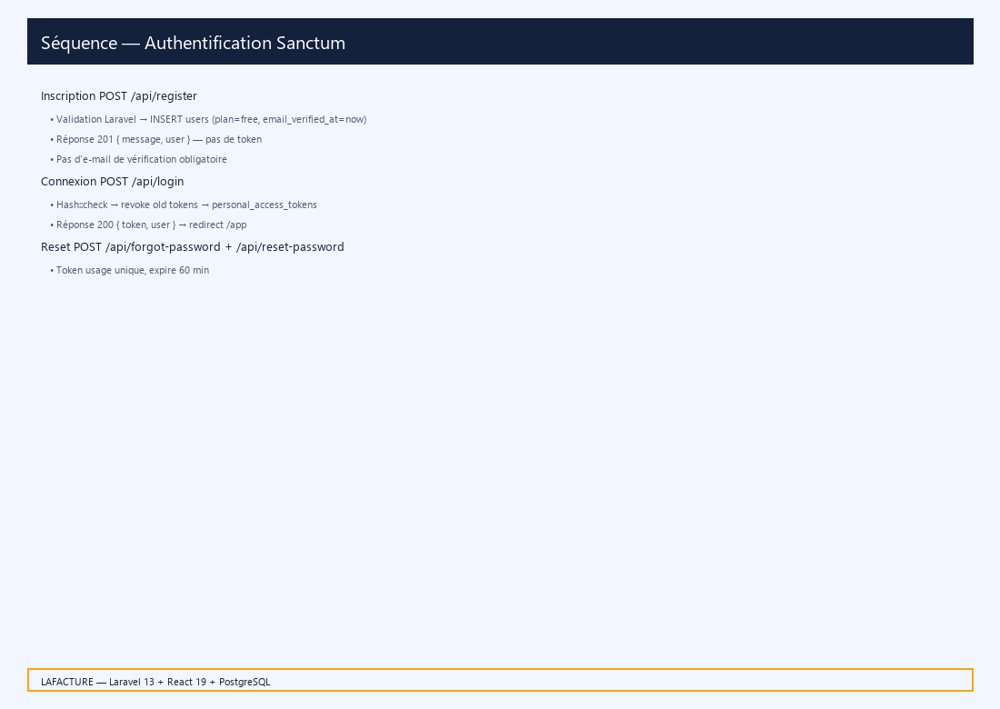 Séquence — Authentification Sanctum
Inscription POST /api/register
• Validation Laravel → INSERT users (plan=free, email_verified_at=now)
• Réponse 201 { message, user } — pas de token
• Pas d'e-mail de vérification obligatoire
Connexion POST /api/login
• Hash::check → revoke old tokens → personal_access_tokens
• Réponse 200 { token, user } → redirect /app
Reset POST /api/forgot-password + /api/reset-password
• Token usage unique, expire 60 min
LAFACTURE — Laravel 13 + React 19 + PostgreSQL